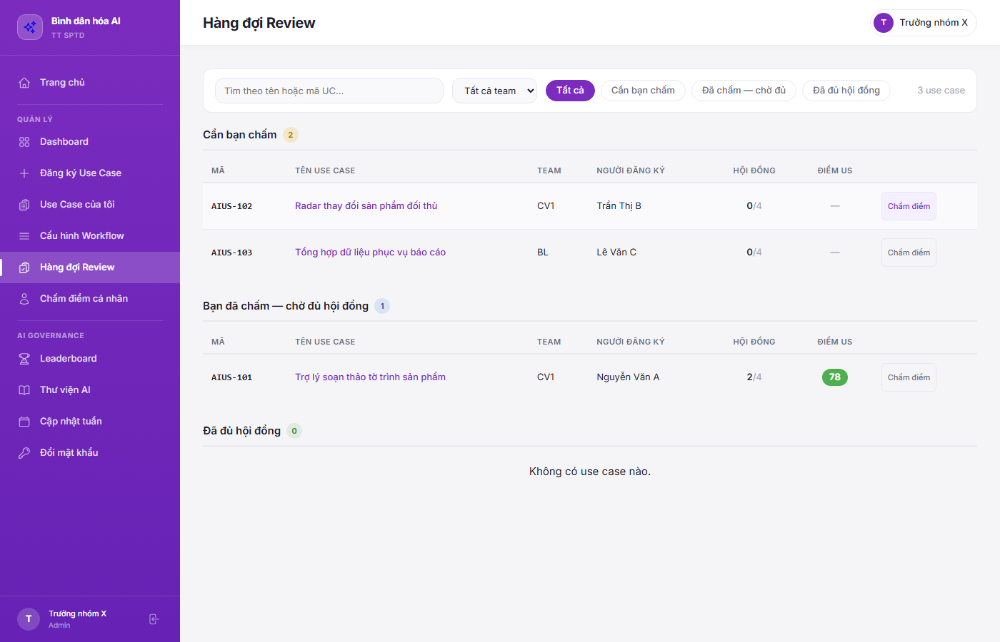 Bình dân hóa AI
TT SPTD
Trang chủ
QUẢN LÝ
Dashboard
Đăng ký Use Case
Use Case của tôi
Cấu hình Workflow
Hàng đợi Review
Chấm điểm cá nhân
AI GOVERNANCE
Leaderboard
Thư viện AI
Cập nhật tuần
Đổi mật khẩu
T
Trưởng nhóm X
Admin
Hàng đợi Review
T Trưởng nhóm X
Tìm theo tên hoặc mã UC... Tất cả team Tất cả Cần bạn chấm Đã chấm — chờ đủ Đã đủ hội đồng 3 use case
Cần bạn chấm 2
MÃ TÊN USE CASE TEAM NGƯỜI ĐĂNG KÝ HỘI ĐỒNG ĐIỂM US
AIUS-102 Radar thay đổi sản phẩm đối thủ CV1 Trần Thị B 0/4 — Chấm điểm
AIUS-103 Tổng hợp dữ liệu phục vụ báo cáo BL Lê Văn C 0/4 — Chấm điểm
Bạn đã chấm — chờ đủ hội đồng 1
MÃ TÊN USE CASE TEAM NGƯỜI ĐĂNG KÝ HỘI ĐỒNG ĐIỂM US
AIUS-101 Trợ lý soạn thảo tờ trình sản phẩm CV1 Nguyễn Văn A 2/4 78 Chấm điểm
Đã đủ hội đồng 0
Không có use case nào.